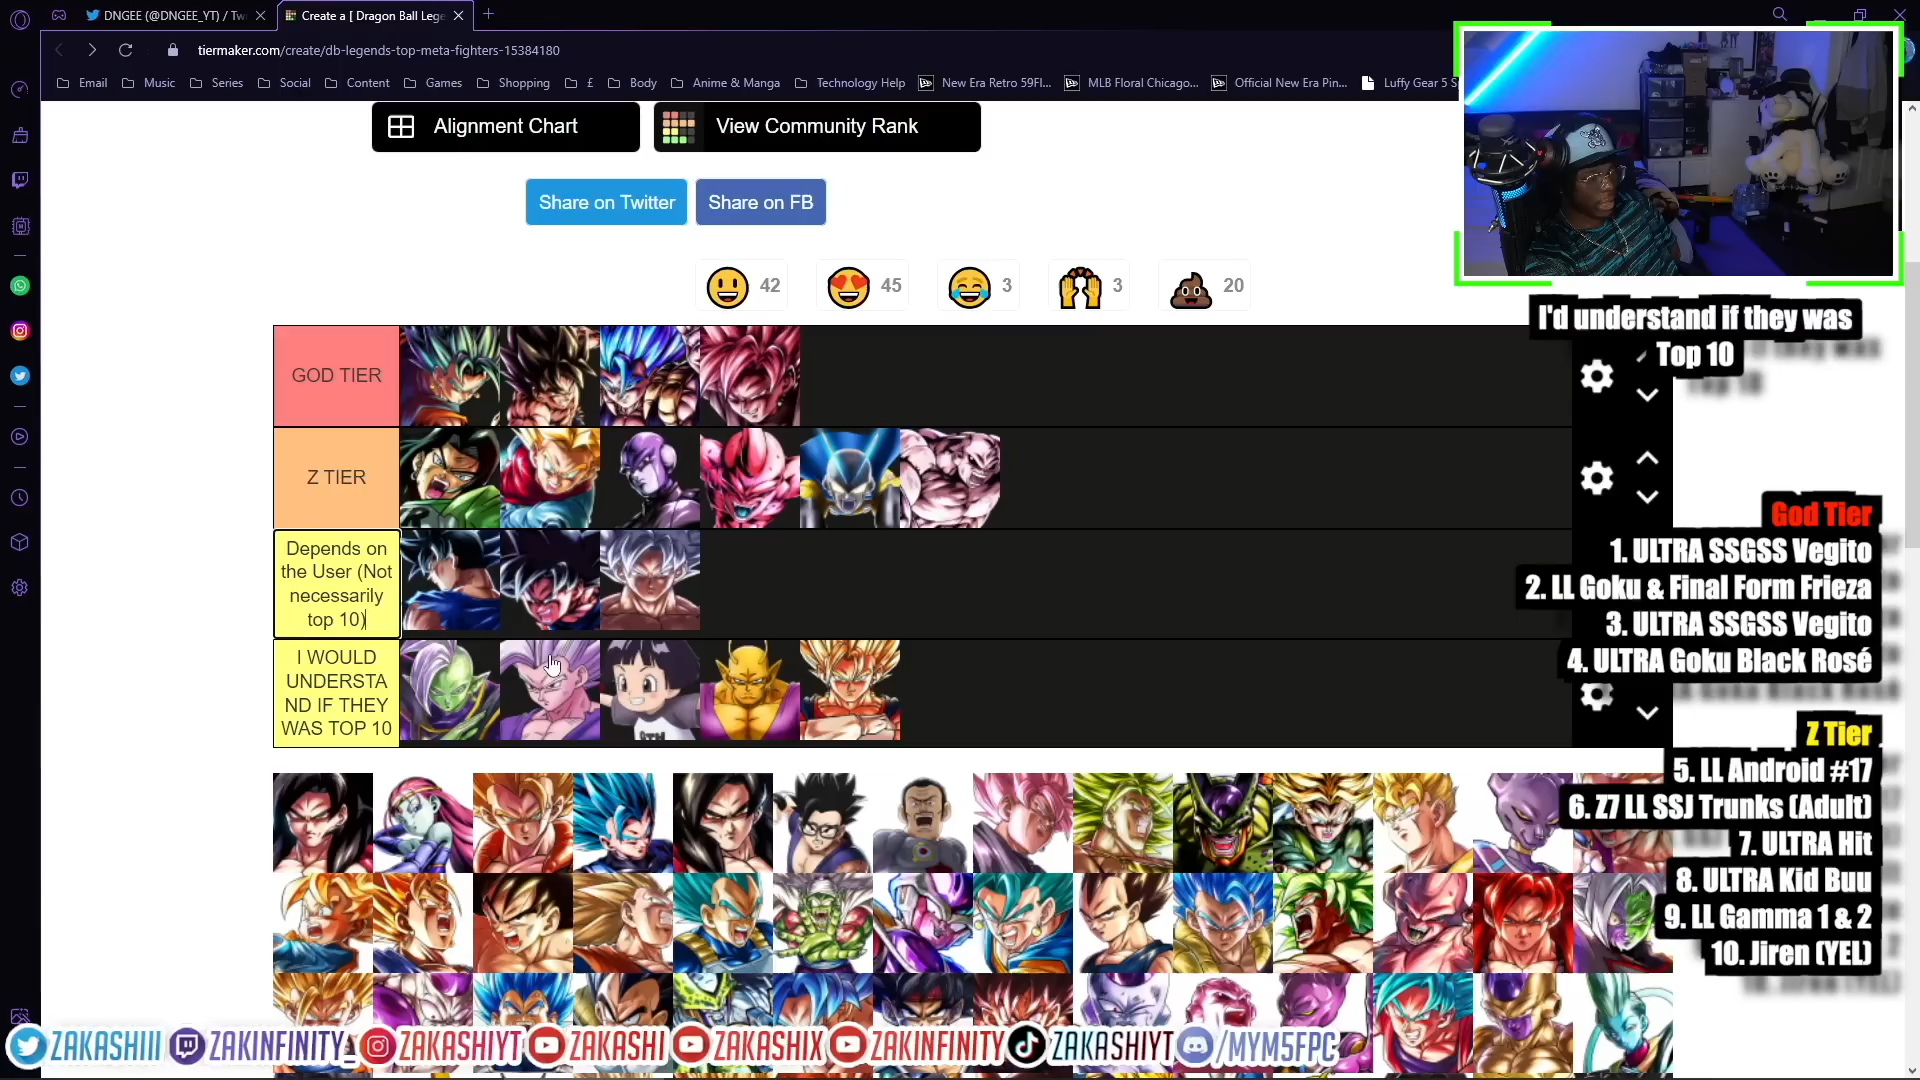 DNGEE (@DNGEE_YT) / Tw
Create a [ Dragon Ball Lege
tiermaker.com/create/db-legends-top-meta-fighters-15384180
Email
Music
Series
Social
Content
Games
Shopping
£
Body
Anime & Manga
Technology Help
New Era Retro 59Fl...
MLB Floral Chicago...
Official New Era Pin...
Luffy Gear 5 S
Alignment Chart
View Community Rank
Share on Twitter
Share on FB
42
45
3
3
20
I'd understand if they was
Top 10
GOD TIER
Z TIER
Depends on
the User (Not
necessarily
top 10)
I WOULD
UNDERSTA
ND IF THEY
WAS TOP 10
God Tier
1. ULTRA SSGSS Vegito
2. LL Goku & Final Form Frieza
3. ULTRA SSGSS Vegito
4. ULTRA Goku Black Rosé
Z Tier
5. LL Android #17
6. Z7 LL SSJ Trunks (Adult)
7. ULTRA Hit
8. ULTRA Kid Buu
9. LL Gamma 1 & 2
10. Jiren (YEL)
ZAKASHIII
ZAKINFINITY_
ZAKASHIYT
ZAKASHI
ZAKASHIX
ZAKINFINITY
ZAKASHIYT
/MYM5FPC